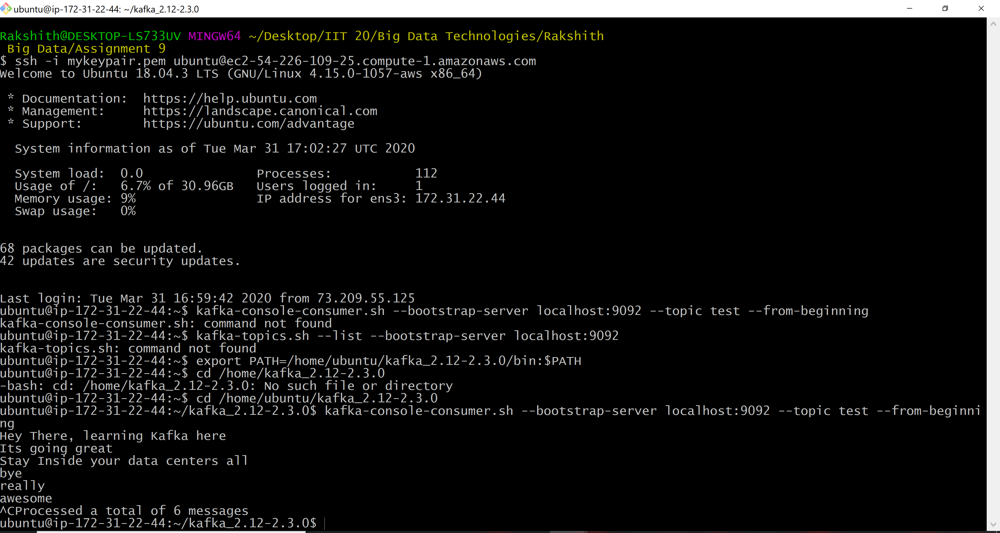 ubuntu@ip-172-31-22-44: ~/kafka_2.12-2.3.0
Rakshith@DESKTOP-LS733UV MINGW64 ~/Desktop/IIT 20/Big Data Technologies/Rakshith
 Big Data/Assignment 9
$ ssh -i mykeypair.pem ubuntu@ec2-54-226-109-25.compute-1.amazonaws.com
Welcome to Ubuntu 18.04.3 LTS (GNU/Linux 4.15.0-1057-aws x86_64)
 * Documentation:  https://help.ubuntu.com
 * Management:     https://landscape.canonical.com
 * Support:        https://ubuntu.com/advantage
  System information as of Tue Mar 31 17:02:27 UTC 2020
  System load:  0.0               Processes:           112
  Usage of /:   6.7% of 30.96GB   Users logged in:     1
  Memory usage: 9%                IP address for ens3: 172.31.22.44
  Swap usage:   0%
68 packages can be updated.
42 updates are security updates.
Last login: Tue Mar 31 16:59:42 2020 from 73.209.55.125
ubuntu@ip-172-31-22-44:~$ kafka-console-consumer.sh --bootstrap-server localhost:9092 --topic test --from-beginning
kafka-console-consumer.sh: command not found
ubuntu@ip-172-31-22-44:~$ kafka-topics.sh --list --bootstrap-server localhost:9092
kafka-topics.sh: command not found
ubuntu@ip-172-31-22-44:~$ export PATH=/home/ubuntu/kafka_2.12-2.3.0/bin:$PATH
ubuntu@ip-172-31-22-44:~$ cd /home/kafka_2.12-2.3.0
-bash: cd: /home/kafka_2.12-2.3.0: No such file or directory
ubuntu@ip-172-31-22-44:~$ cd /home/ubuntu/kafka_2.12-2.3.0
ubuntu@ip-172-31-22-44:~/kafka_2.12-2.3.0$ kafka-console-consumer.sh --bootstrap-server localhost:9092 --topic test --from-beginni
ng
Hey There, learning Kafka here
Its going great
Stay Inside your data centers all
bye
really
awesome
^CProcessed a total of 6 messages
ubuntu@ip-172-31-22-44:~/kafka_2.12-2.3.0$